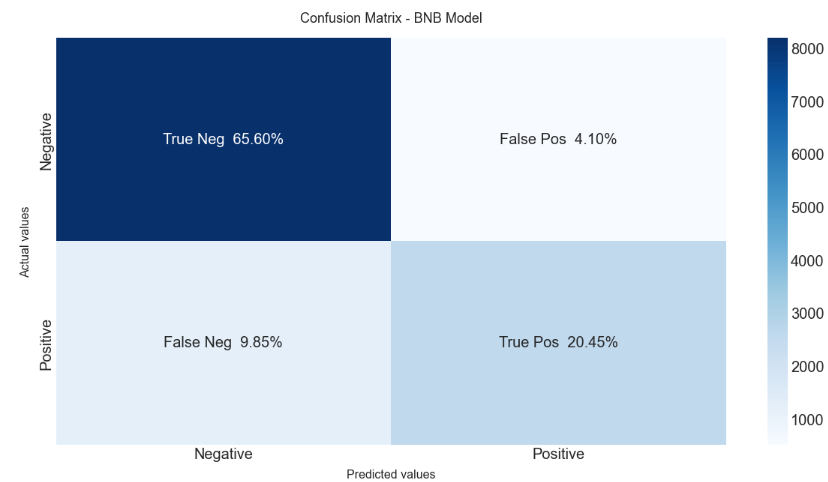 Confusion Matrix - BNB Model
Negative
Positive
Actual values
True Neg 65.60%
False Pos 4.10%
False Neg 9.85%
True Pos 20.45%
Negative
Positive
Predicted values
8000
7000
6000
5000
4000
3000
2000
1000